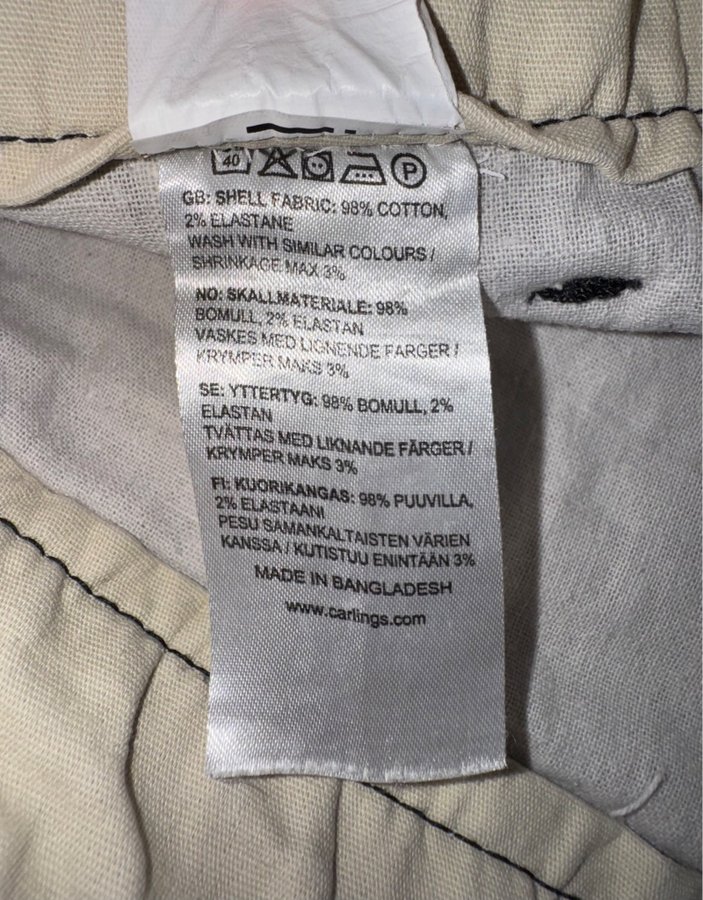 40 P
GB: SHELL FABRIC: 98% COTTON,
2% ELASTANE
WASH WITH SIMILAR COLOURS /
SHRINKAGE MAX 3%
NO: SKALLMATERIALE: 98%
BOMULL, 2% ELASTAN
VASKES MED LIGNENDE FARGER /
KRYMPER MAKS 3%
SE: YTTERTYG: 98% BOMULL, 2%
ELASTAN
TVÄTTAS MED LIKNANDE FÄRGER /
KRYMPER MAKS 3%
FI: KUORIKANGAS: 98% PUUVILLA,
2% ELASTAANI
PESU SAMANKALTAISTEN VÄRIEN
KANSSA / KUTISTUU ENINTÄÄN 3%
MADE IN BANGLADESH
www.carlings.com